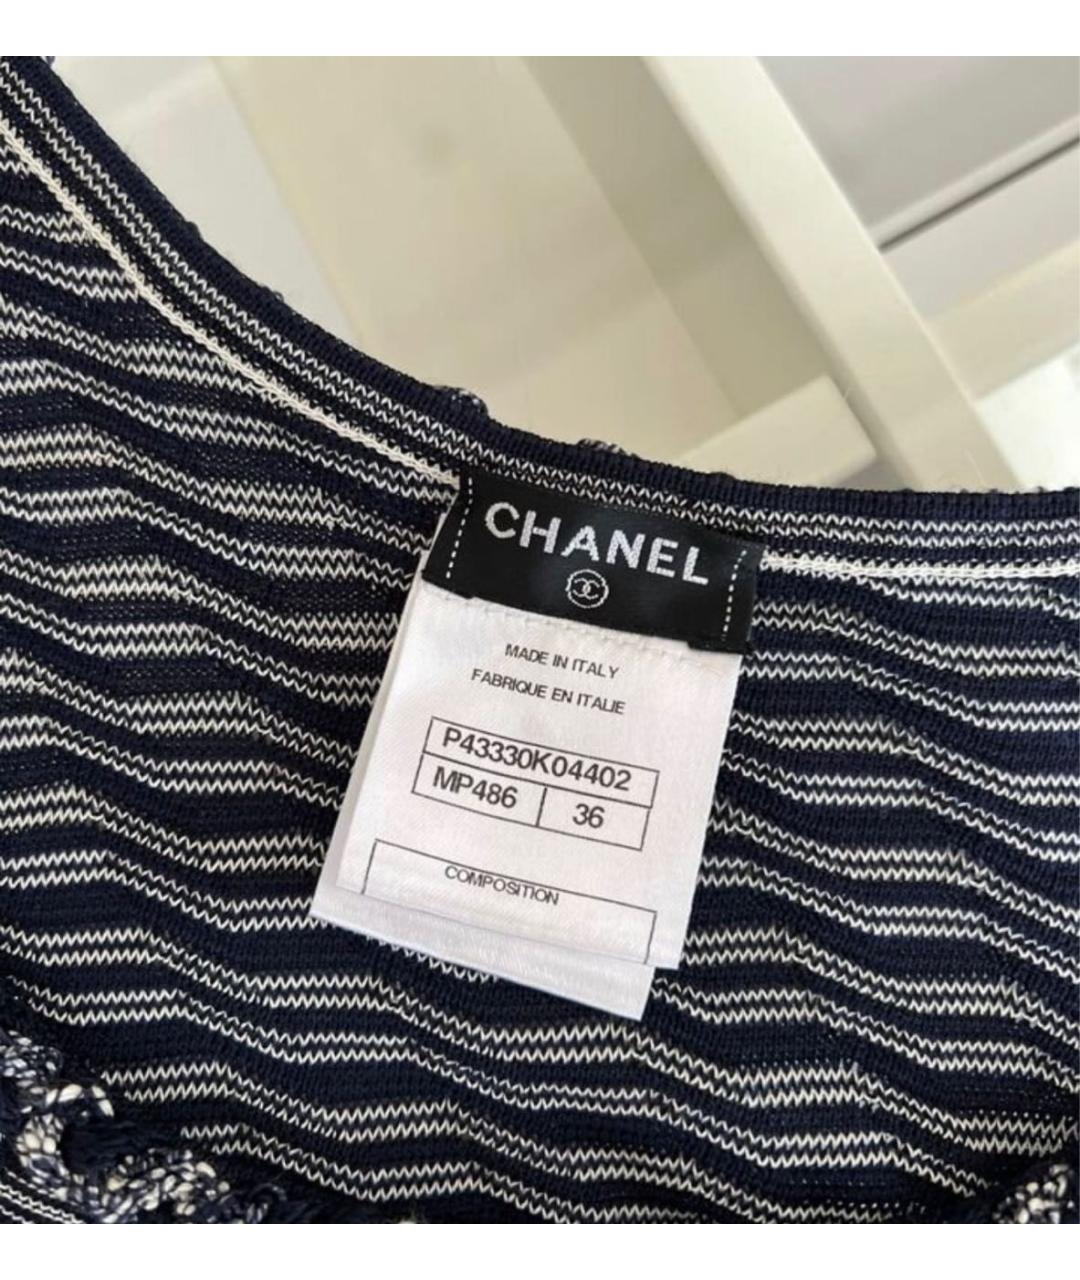 CHANEL
MADE IN ITALY
FABRIQUE EN ITALIE
P43330K04402
MP486 36
COMPOSITION